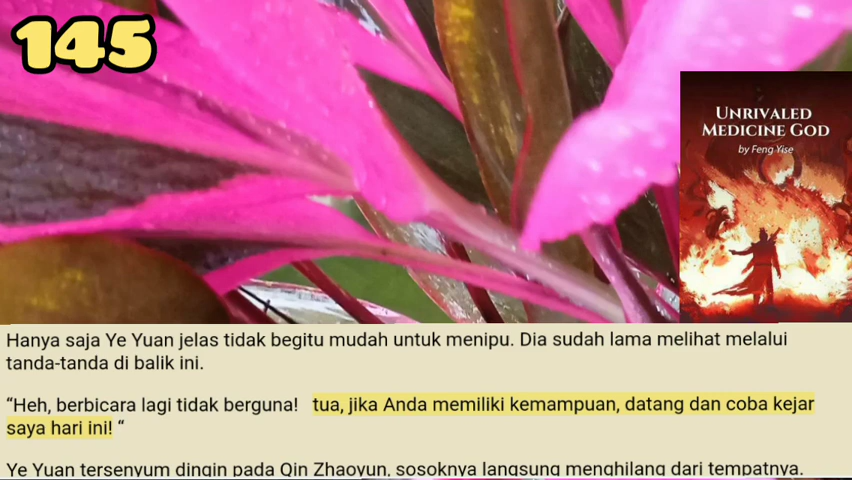 145
UNRIVALED
MEDICINE GOD
by Feng Yise
Hanya saja Ye Yuan jelas tidak begitu mudah untuk menipu. Dia sudah lama melihat melalui
tanda-tanda di balik ini.
“Heh, berbicara lagi tidak berguna! tua, jika Anda memiliki kemampuan, datang dan coba kejar
saya hari ini! “
Ye Yuan tersenyum dingin pada Qin Zhaoyun, sosoknya langsung menghilang dari tempatnya.